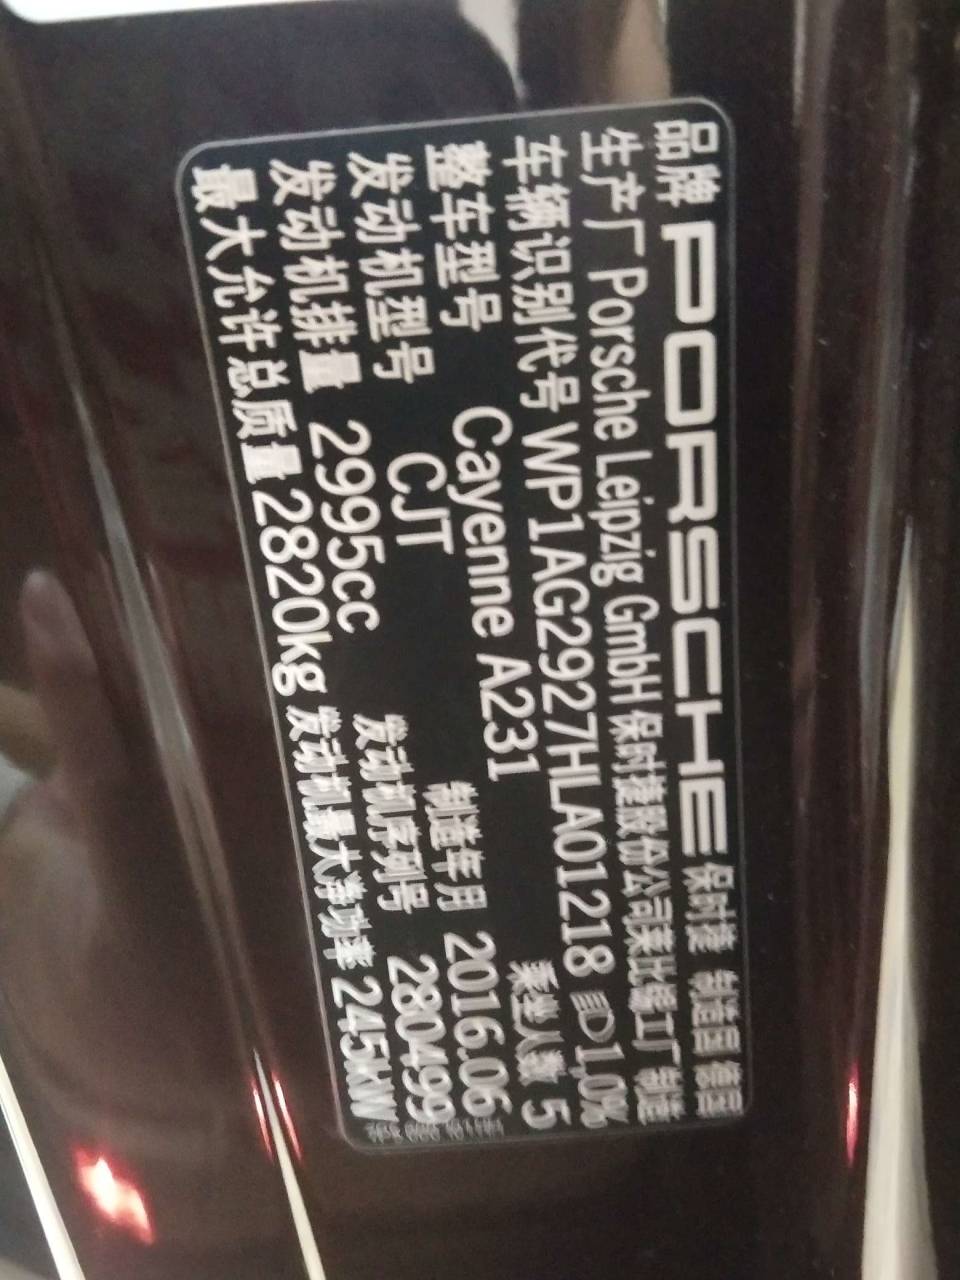 品牌 PORSCHE 保时捷 制造国 德国
生产厂 Porsche Leipzig GmbH 保时捷股份公司莱比锡工厂 制造
车辆识别代号 WP1AG2927HLA01218 1,0%
整车型号 Cayenne A231 乘坐人数 5
发动机型号 CJT 制造年月 2016.06
发动机排量 2995cc 发动机序列号 280499
最大允许总质量 2820kg 发动机最大净功率 245kW